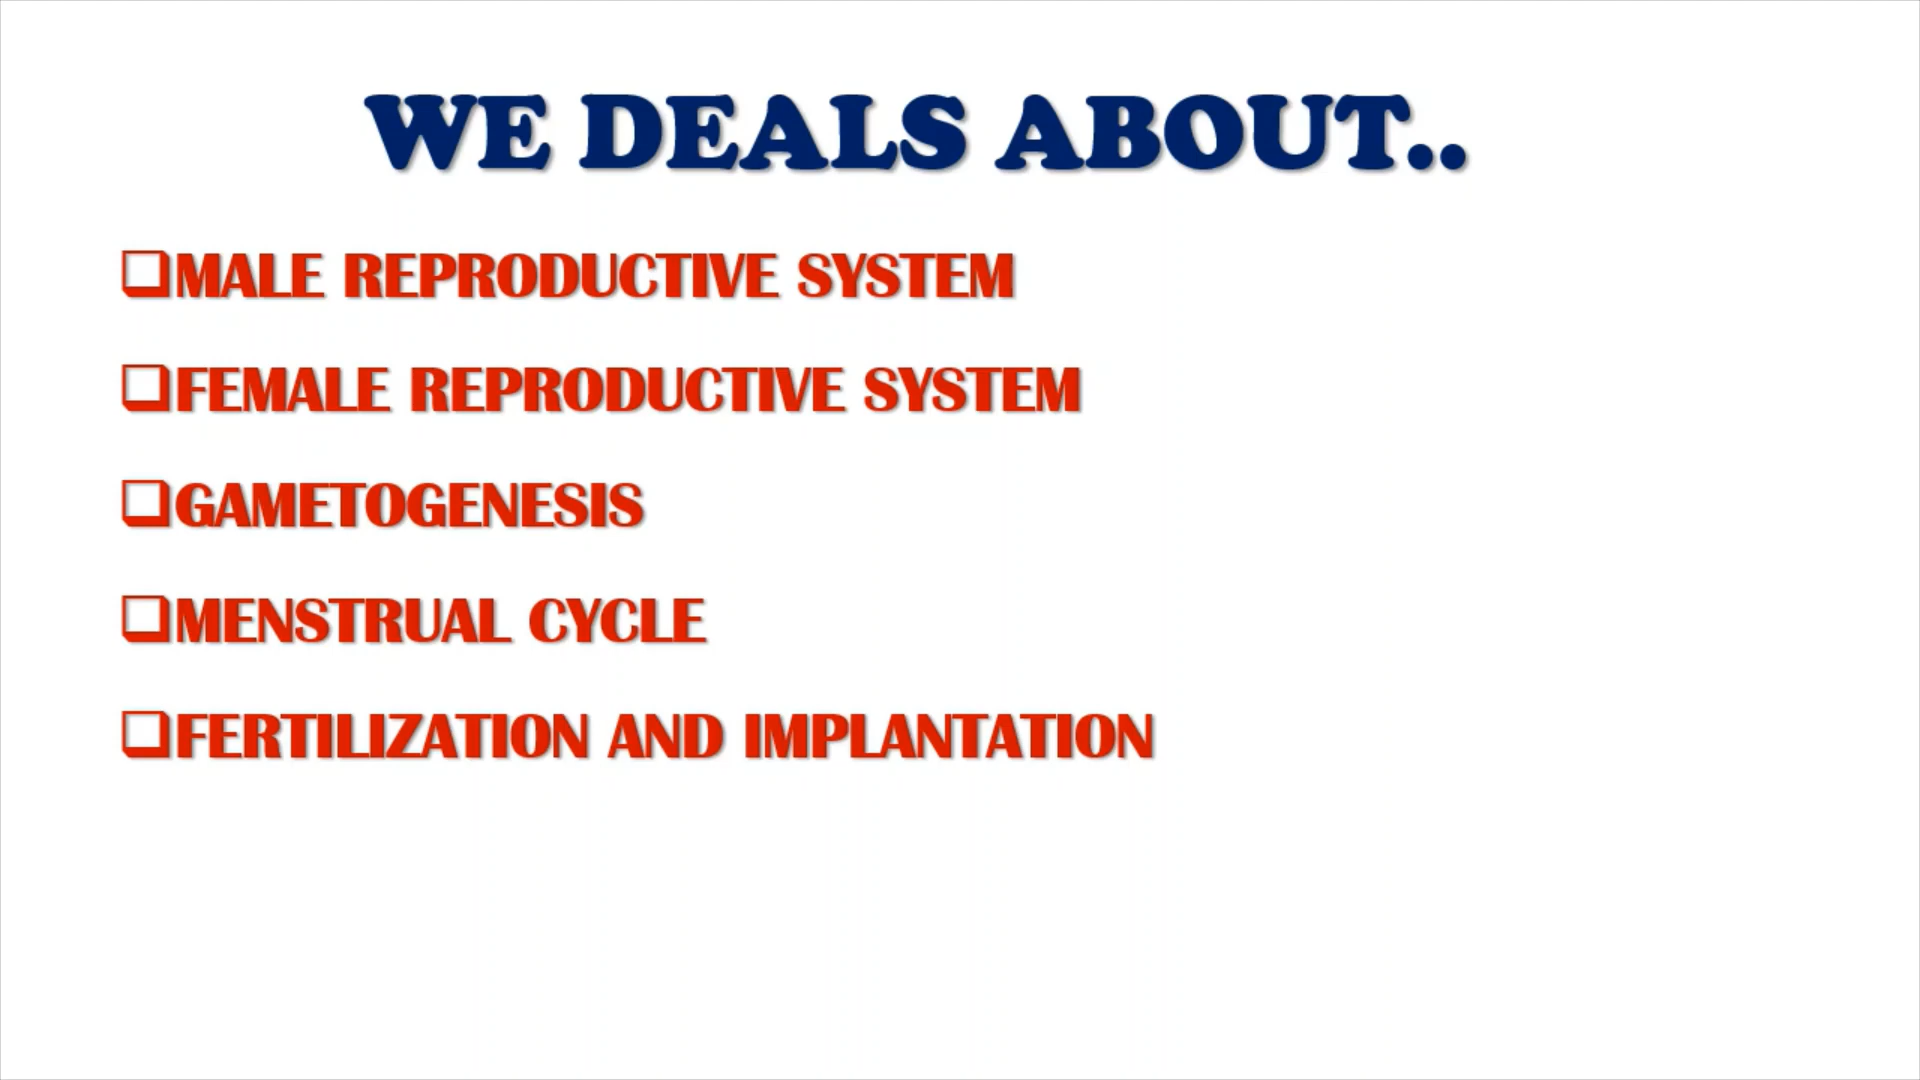 WE DEALS ABOUT..
❑MALE REPRODUCTIVE SYSTEM
❑FEMALE REPRODUCTIVE SYSTEM
❑GAMETOGENESIS
❑MENSTRUAL CYCLE
❑FERTILIZATION AND IMPLANTATION